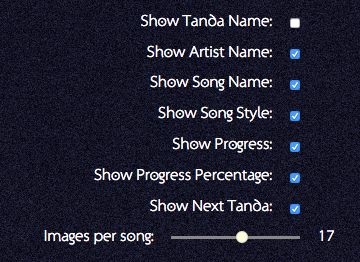 Show Tanda Name:
Show Artist Name:
Show Song Name:
Show Song Style:
Show Progress:
Show Progress Percentage:
Show Next Tanda:
Images per song: 17